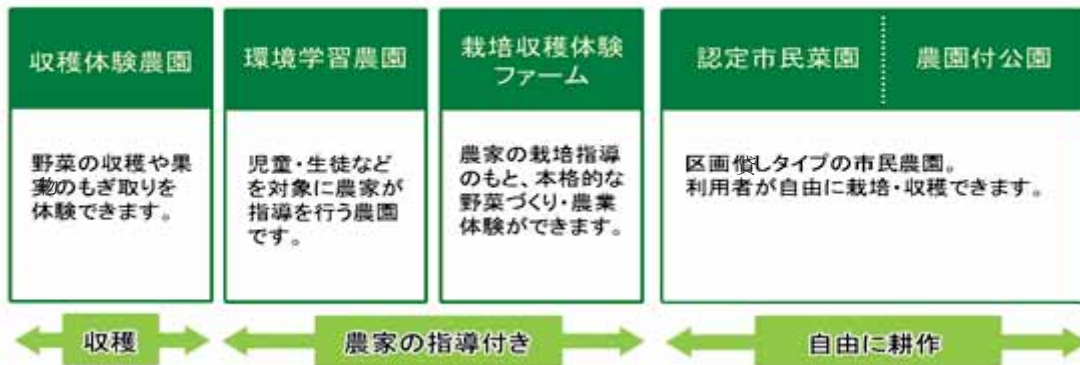 収穫体験農園
環境学習農園
栽培収穫体験
ファーム
認定市民菜園
農園付公園
野菜の収穫や果
実のもぎ取りを
体験できます。
児童・生徒など
を対象に農家が
指導を行う農園
です。
農家の栽培指導
のもと、本格的な
野菜づくり・農業
体験ができます。
区画貸しタイプの市民農園。
利用者が自由に栽培・収穫できます。
収穫
農家の指導付き
自由に耕作